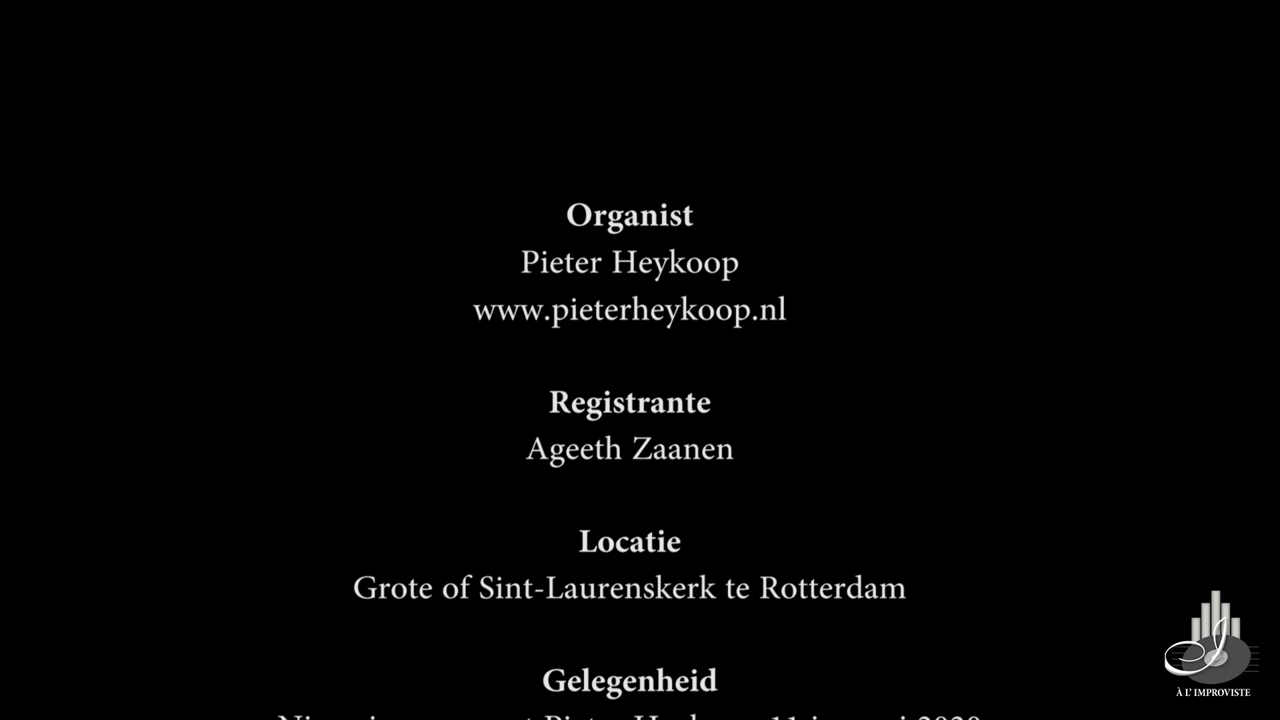 Organist
Pieter Heykoop
www.pieterheykoop.nl
Registrante
Ageeth Zaanen
Locatie
Grote of Sint-Laurenskerk te Rotterdam
Gelegenheid
À L' IMPROVISTE